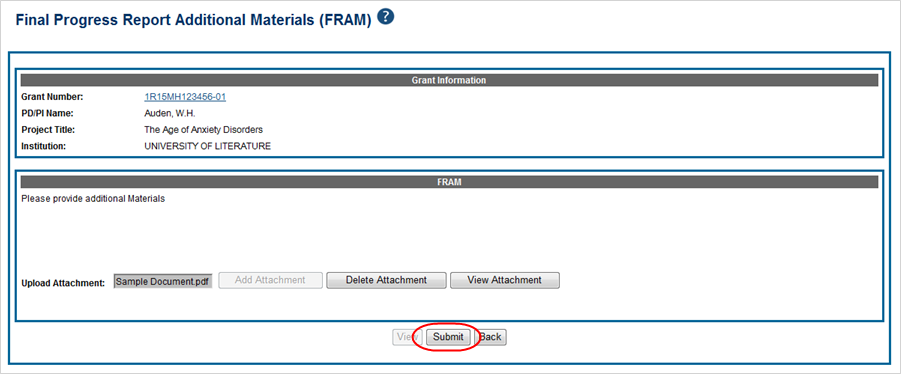 Final Progress Report Additional Materials (FRAM) ?
Grant Information
Grant Number: 1R15MH123456-01
PD/PI Name: Auden, W.H.
Project Title: The Age of Anxiety Disorders
Institution: UNIVERSITY OF LITERATURE
FRAM
Please provide additional Materials
Upload Attachment: Sample Document.pdf Add Attachment Delete Attachment View Attachment
View Submit Back